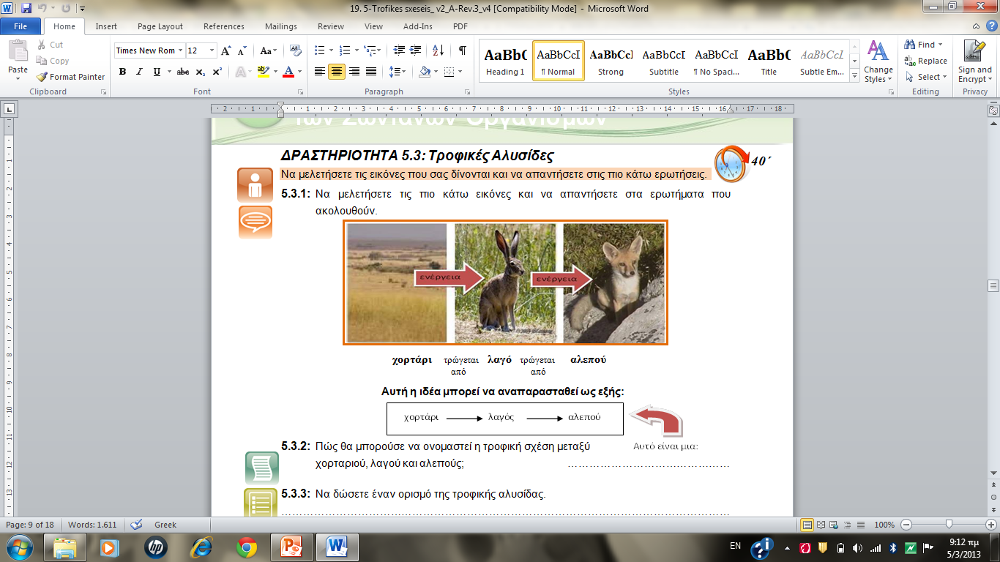 19. 5-Trofikes sxeseis_ v2_A-Rev.3_v4 [Compatibility Mode] - Microsoft Word
File Home Insert Page Layout References Mailings Review View Add-Ins PDF
Paste
Cut
Copy
Format Painter
Clipboard
Times New Rom 12
Font
Paragraph
AaBbC AaBbCcI AaBbCcI AaBbCcI AaBbCcI AaBbC AaBbCcI
Heading 1 ¶ Normal Strong Subtitle ¶ No Spaci... Title Subtle Em...
Styles
Change Styles
Find
Replace
Select
Editing
Sign and Encrypt
Privacy
2 1 1 2 3 4 5 6 7 8 9 10 11 12 13 14 15 16 17 18
των Ζωντανών Οργανισμών
ΔΡΑΣΤΗΡΙΟΤΗΤΑ 5.3: Τροφικές Αλυσίδες
40΄
Να μελετήσετε τις εικόνες που σας δίνονται και να απαντήσετε στις πιο κάτω ερωτήσεις.
5.3.1: Να μελετήσετε τις πιο κάτω εικόνες και να απαντήσετε στα ερωτήματα που
ακολουθούν.
ενέργεια ενέργεια
χορτάρι τρώγεται λαγό τρώγεται αλεπού
από από
Αυτή η ιδέα μπορεί να αναπαρασταθεί ως εξής:
χορτάρι λαγός αλεπού
5.3.2: Πώς θα μπορούσε να ονομαστεί η τροφική σχέση μεταξύ Αυτό είναι μια:
χορταριού, λαγού και αλεπούς; ……………………………………
5.3.3: Να δώσετε έναν ορισμό της τροφικής αλυσίδας.
Page: 9 of 18 Words: 1.611 Greek 100%
EN 9:12 πμ
5/3/2013